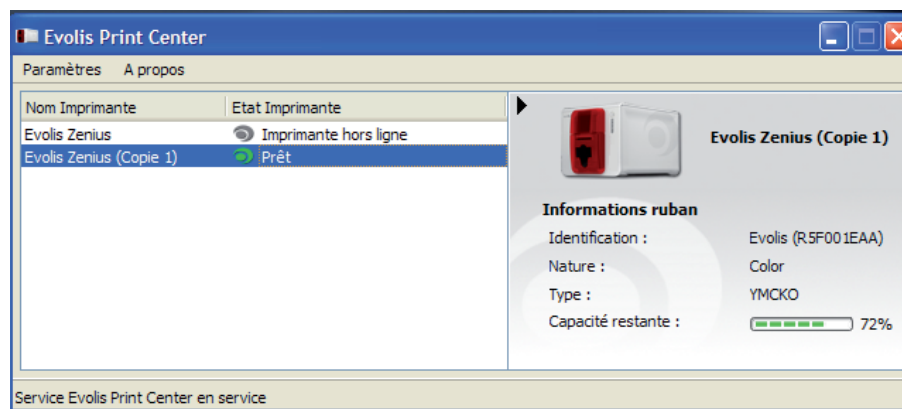 Evolis Print Center
Paramètres A propos
Nom Imprimante Etat Imprimante
Evolis Zenius Imprimante hors ligne
Evolis Zenius (Copie 1) Prêt
Evolis Zenius (Copie 1)
Informations ruban
Identification : Evolis (R5F001EAA)
Nature : Color
Type : YMCKO
Capacité restante : 72%
Service Evolis Print Center en service